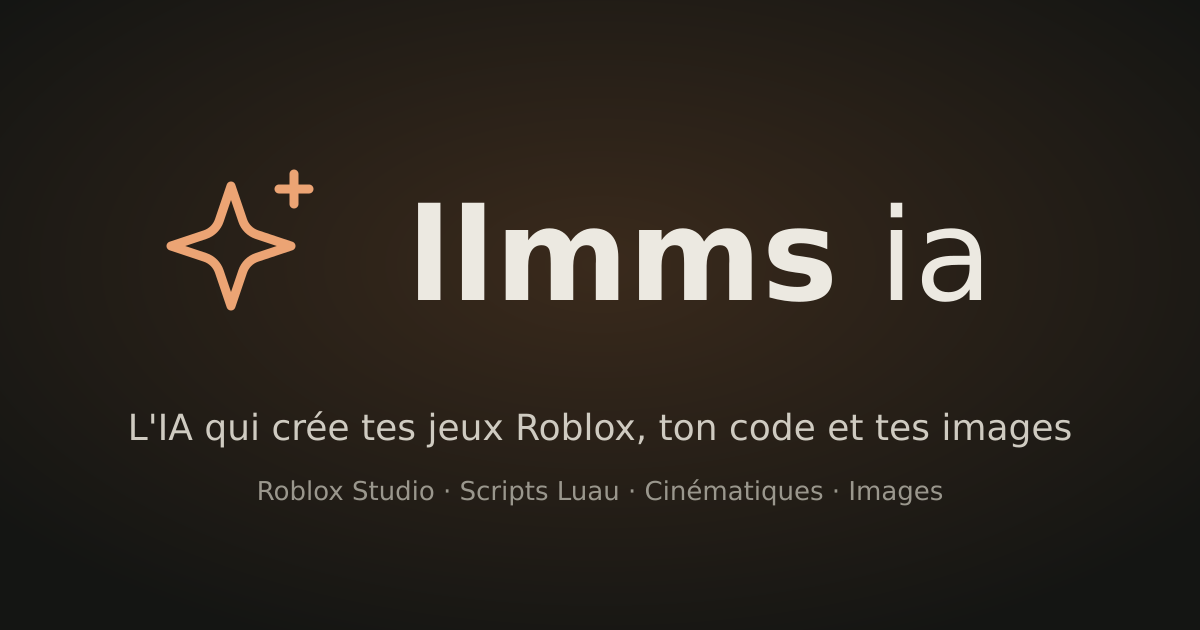 llmms ia
L'IA qui crée tes jeux Roblox, ton code et tes images
Roblox Studio · Scripts Luau · Cinématiques · Images